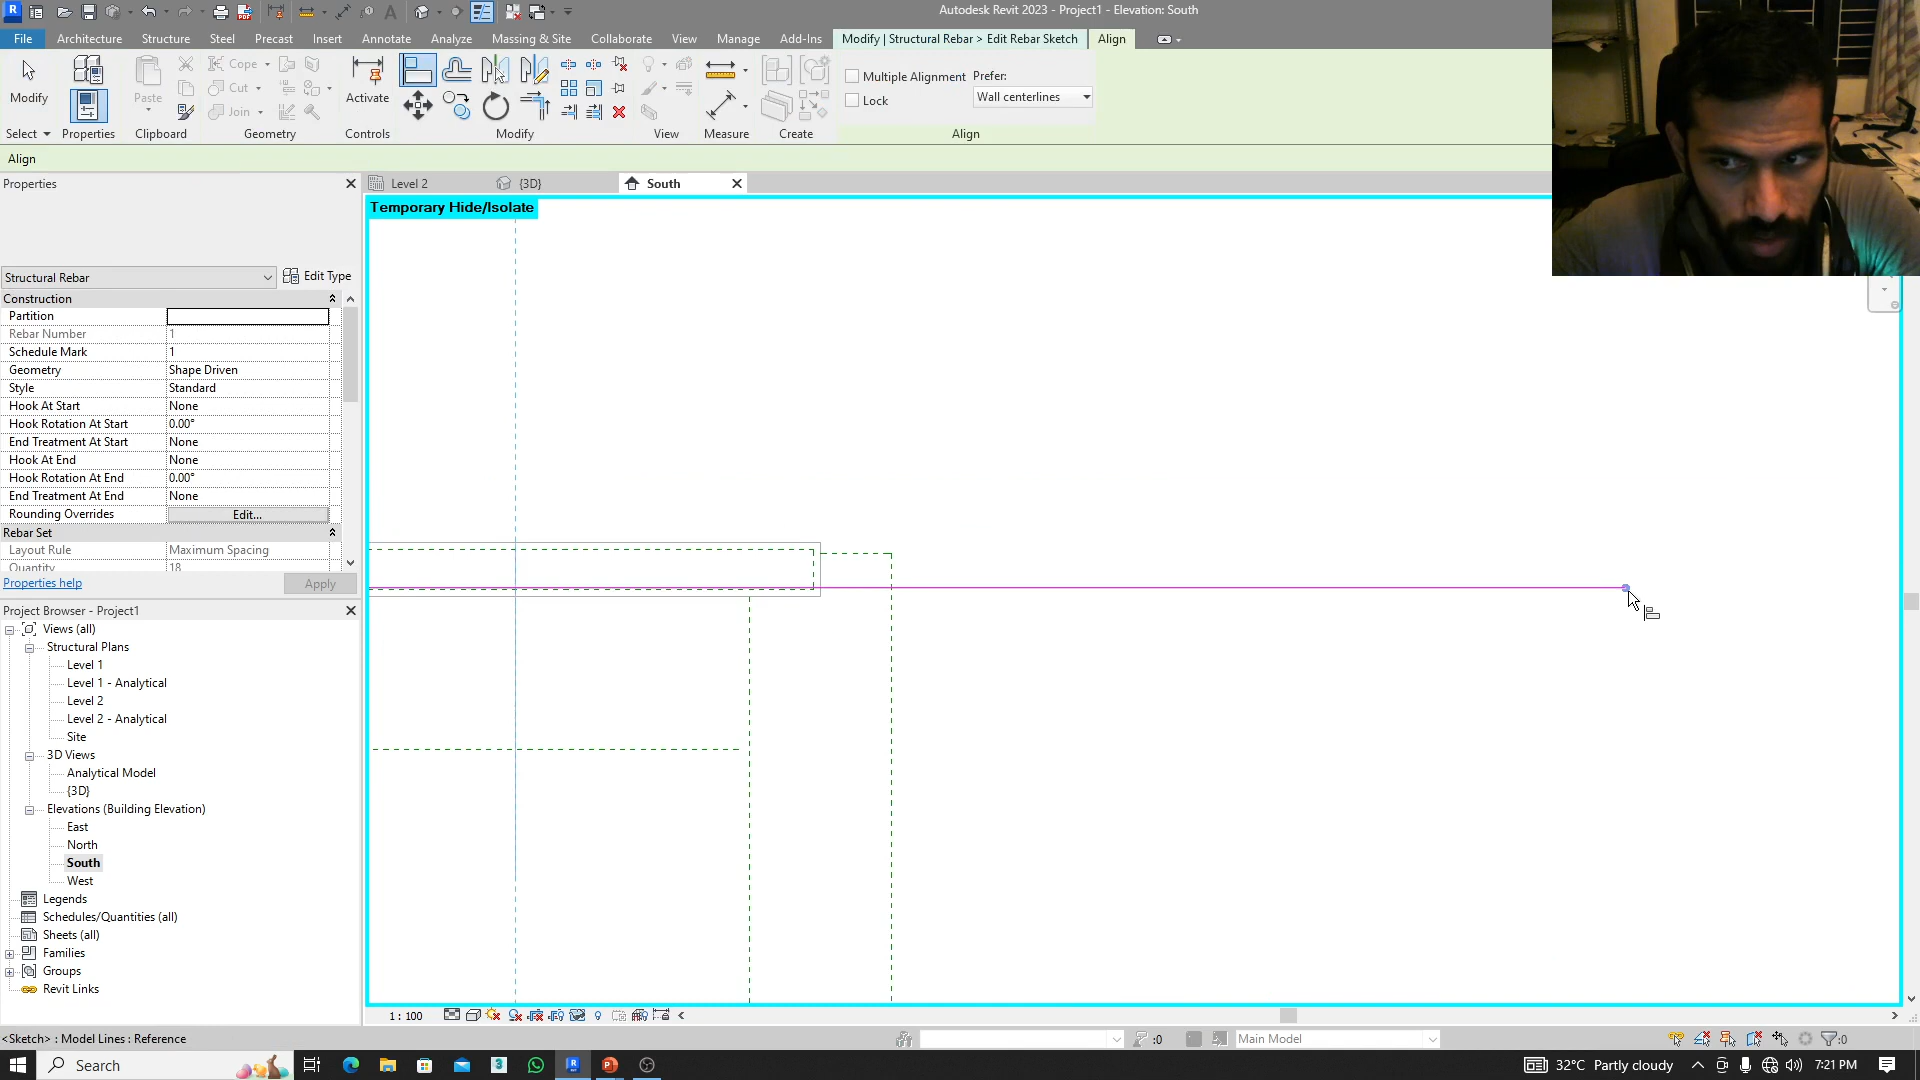 Autodesk Revit 2023 - Project1 - Elevation: South
File Architecture Structure Steel Precast Insert Annotate Analyze Massing & Site Collaborate View Manage Add-Ins Modify | Structural Rebar > Edit Rebar Sketch Align
Modify Paste Cope Cut Join Activate
Multiple Alignment Prefer:
Lock Wall centerlines
Select Properties Clipboard Geometry Controls Modify View Measure Create Align
Align
Properties
Level 2 {3D} South
Temporary Hide/Isolate
Structural Rebar Edit Type
Construction
Partition
Rebar Number 1
Schedule Mark 1
Geometry Shape Driven
Style Standard
Hook At Start None
Hook Rotation At Start 0.00°
End Treatment At Start None
Hook At End None
Hook Rotation At End 0.00°
End Treatment At End None
Rounding Overrides Edit...
Rebar Set
Layout Rule Maximum Spacing
Quantity 18
Properties help Apply
Project Browser - Project1
Views (all)
Structural Plans
Level 1
Level 1 - Analytical
Level 2
Level 2 - Analytical
Site
3D Views
Analytical Model
{3D}
Elevations (Building Elevation)
East
North
South
West
Legends
Schedules/Quantities (all)
Sheets (all)
Families
Groups
Revit Links
1 : 100
<Sketch> : Model Lines : Reference
:0 Main Model :0
Search 32°C Partly cloudy 7:21 PM